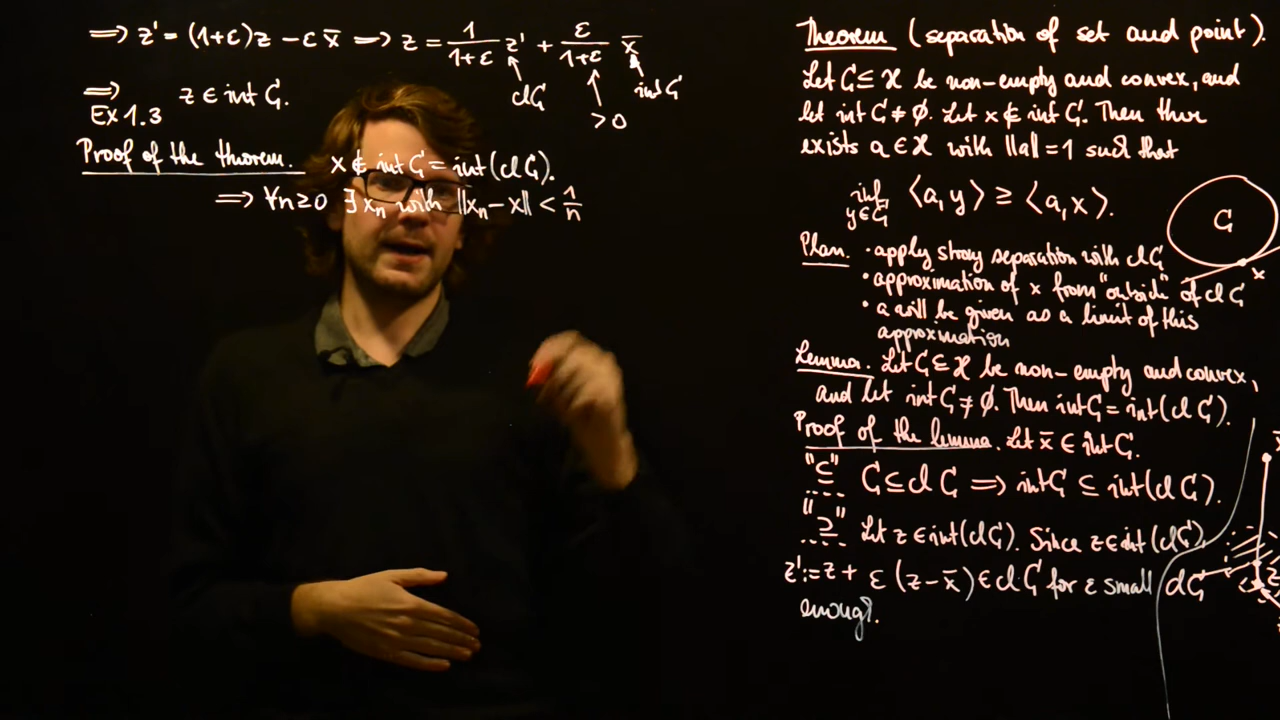 ⟹ z' = (1+ε)z − εx̄ ⟹ z = 1/(1+ε) z' + ε/(1+ε) x̄
cl C
> 0
int C
⟹ Ex 1.3 z ∈ int C.
Proof of the theorem. x ∉ int C = int(cl C).
⟹ ∀n≥0 ∃ xₙ with ||xₙ − x|| < 1/n
Theorem (separation of set and point).
Let C ⊆ ℋ be non-empty and convex, and
let int C ≠ ∅. Let x ∉ int C. Then there
exists a ∈ ℋ with ||a|| = 1 such that
inf y∈C ⟨a,y⟩ ≥ ⟨a,x⟩.
C
x
Plan. • apply strong separation with cl C
• approximation of x from "outside" of cl C
• a will be given as a limit of this
approximation
Lemma. Let C ⊆ ℋ be non-empty and convex,
and let int C ≠ ∅. Then int C = int(cl C).
Proof of the lemma. Let x̄ ∈ int C.
"⊆" C ⊆ cl C ⟹ int C ⊆ int(cl C).
"⊇" Let z ∈ int(cl C). Since z ∈ int(cl C),
z' := z + ε(z − x̄) ∈ cl C for ε small
enough.
cl C